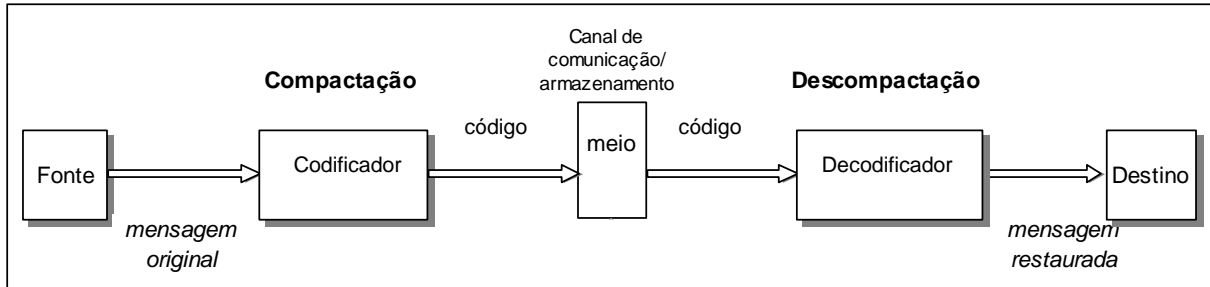 Canal de
comunicação/
armazenamento
Compactação
Descompactação
código
código
Fonte
Codificador
meio
Decodificador
Destino
mensagem
original
mensagem
restaurada